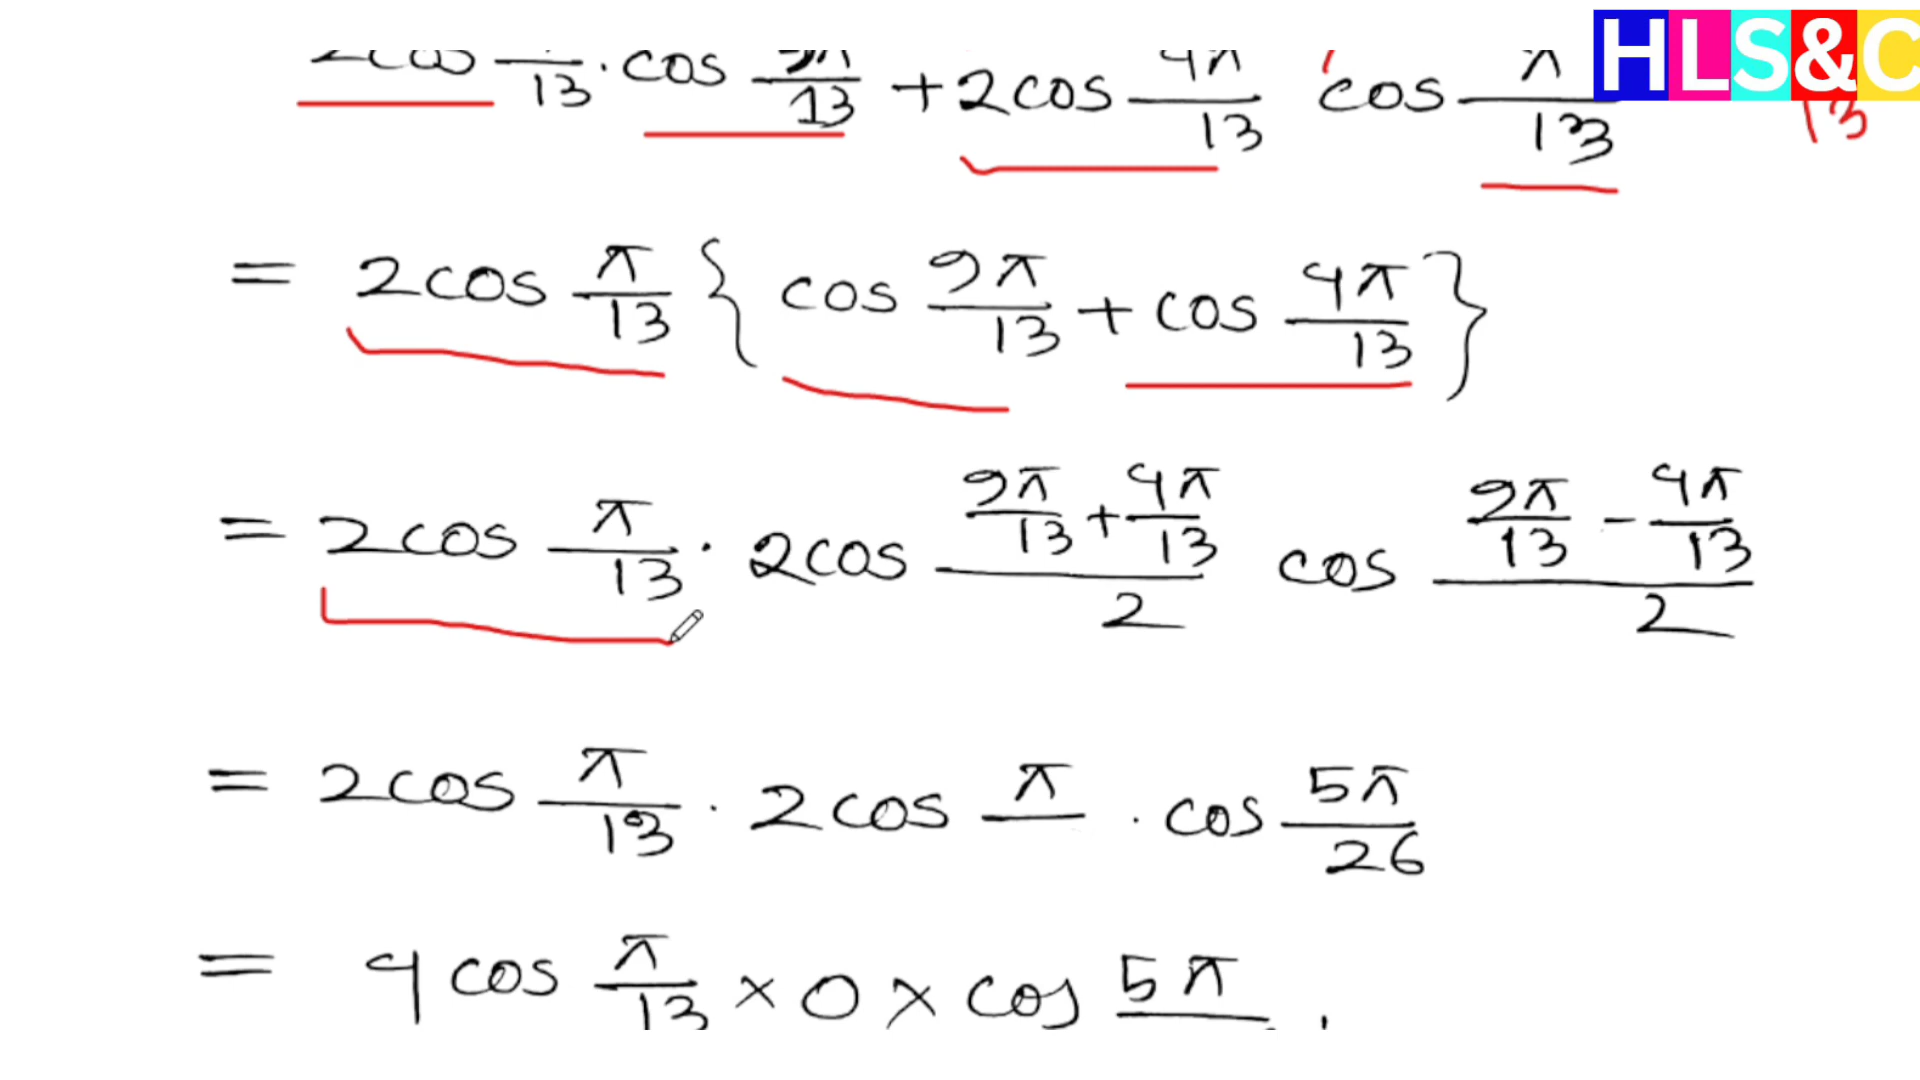 HLS&C
2cos π/13 . cos 9π/13 + 2cos 4π/13 cos π/13 13
= 2cos π/13 { cos 9π/13 + cos 4π/13 }
= 2cos π/13 . 2cos (9π/13 + 4π/13)/2 cos (9π/13 - 4π/13)/2
= 2cos π/13 . 2cos π/ . cos 5π/26
= 4 cos π/13 × 0 × cos 5π/